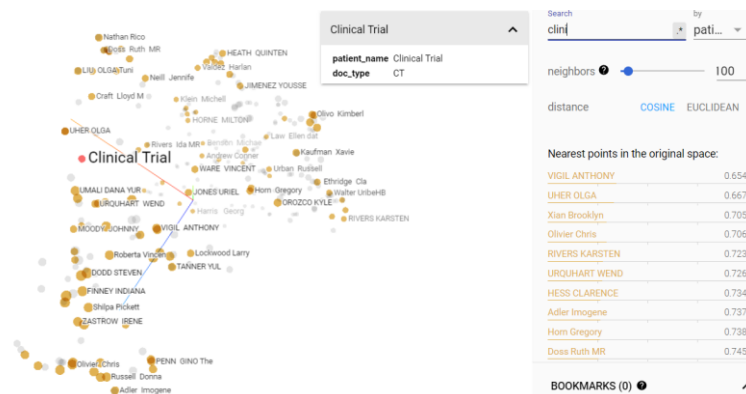 Nathan Rico
Doss Ruth MR
HEATH QUINTEN
LIU OLGA Tuni
Valdez Harlan
Neill Jennife
JIMENEZ YOUSSE
Craft Lloyd M
Klein Michell
HORNE MILTON
Olivo Kimberl
UHER OLGA
Rivers Ida MR
Law Ellen dat
Kaufman Xavie
Clinical Trial
Andrew Conner
WARE VINCENT
Urban Russell
Ethridge Cla
UMALI DANA YUR
JONES URIEL
Horn Gregory
Walter UribeHB
URQUHART WEND
Harris Georg
OROZCO KYLE
RIVERS KARSTEN
MOODY JOHNNY
VIGIL ANTHONY
Roberta Vincen
Lockwood Larry
TANNER YUL
DODD STEVEN
FINNEY INDIANA
Shilpa Pickett
ZASTROW IRENE
Olivier Chris
PENN GINO The
Russell Donna
Adler Imogene
Clinical Trial
patient_name Clinical Trial
doc_type CT
Search
by
clini
.*
pati...
neighbors
100
distance
COSINE
EUCLIDEAN
Nearest points in the original space:
VIGIL ANTHONY 0.654
UHER OLGA 0.667
Xian Brooklyn 0.705
Olivier Chris 0.706
RIVERS KARSTEN 0.723
URQUHART WEND 0.726
HESS CLARENCE 0.734
Adler Imogene 0.737
Horn Gregory 0.738
Doss Ruth MR 0.745
BOOKMARKS (0)